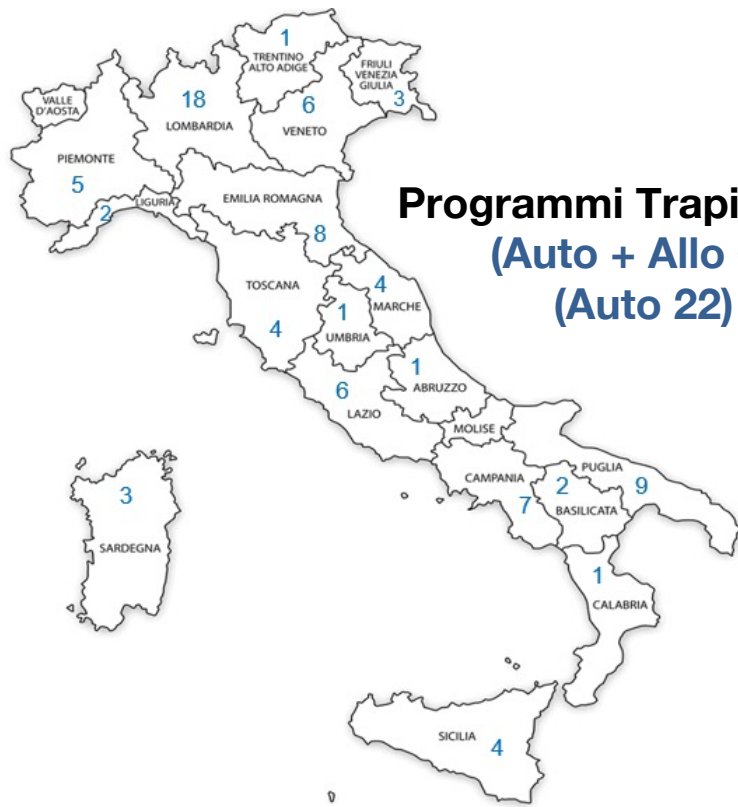 1
TRENTINO
ALTO ADIGE
FRIULI
VENEZIA
GIULIA
3
VALLE
D'AOSTA
18
LOMBARDIA
6
VENETO
PIEMONTE
5
2
LIGURIA
EMILIA ROMAGNA
8
Programmi Trapi
(Auto + Allo
(Auto 22)
TOSCANA
4
4
MARCHE
1
UMBRIA
1
ABRUZZO
6
LAZIO
MOLISE
CAMPANIA
7
PUGLIA
9
2
BASILICATA
3
SARDEGNA
1
CALABRIA
SICILIA 4